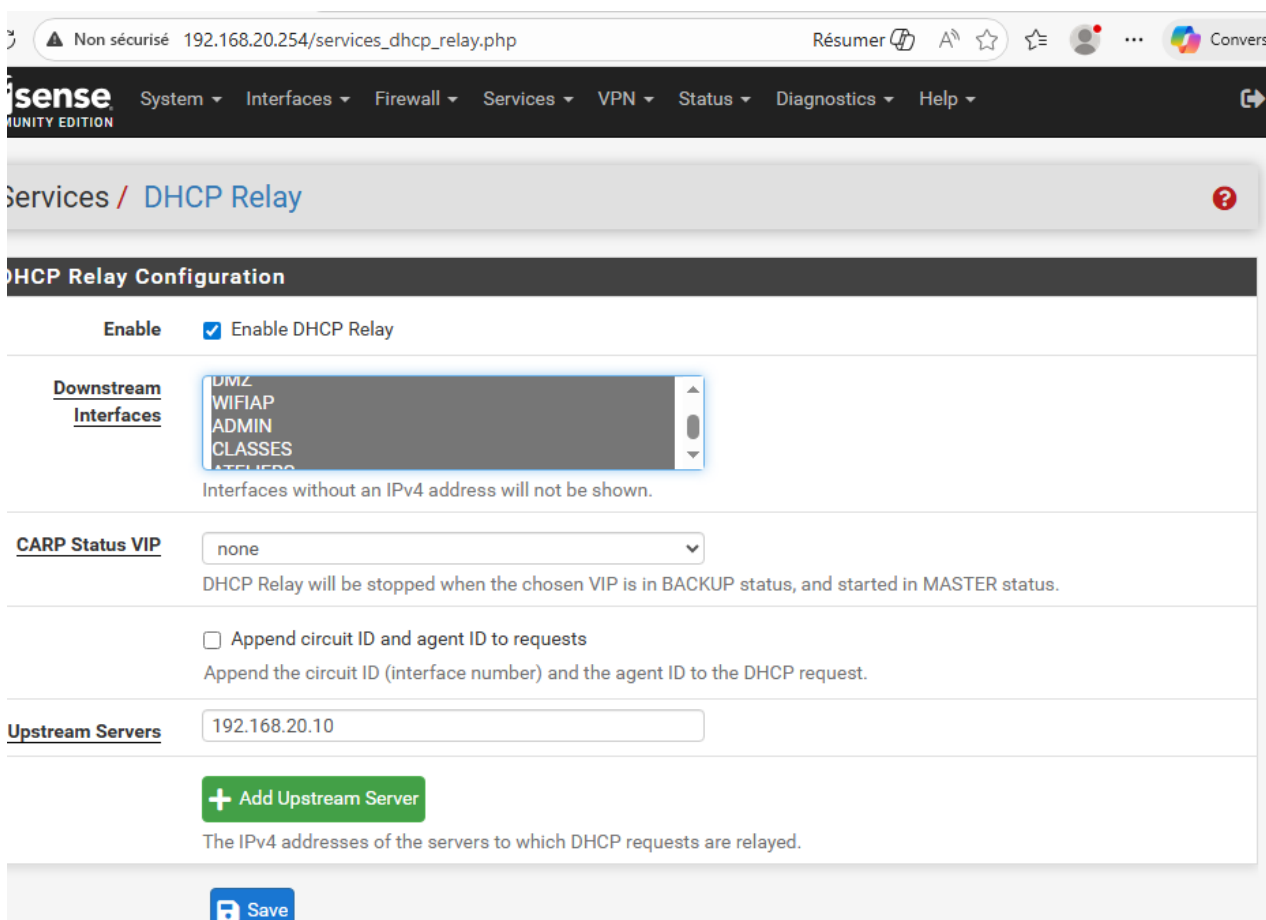 Non sécurisé 192.168.20.254/services_dhcp_relay.php Résumer A ... Convers
sense System Interfaces Firewall Services VPN Status Diagnostics Help
MUNITY EDITION
Services / DHCP Relay
DHCP Relay Configuration
Enable Enable DHCP Relay
Downstream Interfaces
DMZ
WIFIAP
ADMIN
CLASSES
ATELIERS
Interfaces without an IPv4 address will not be shown.
CARP Status VIP none
DHCP Relay will be stopped when the chosen VIP is in BACKUP status, and started in MASTER status.
Append circuit ID and agent ID to requests
Append the circuit ID (interface number) and the agent ID to the DHCP request.
Upstream Servers 192.168.20.10
Add Upstream Server
The IPv4 addresses of the servers to which DHCP requests are relayed.
Save